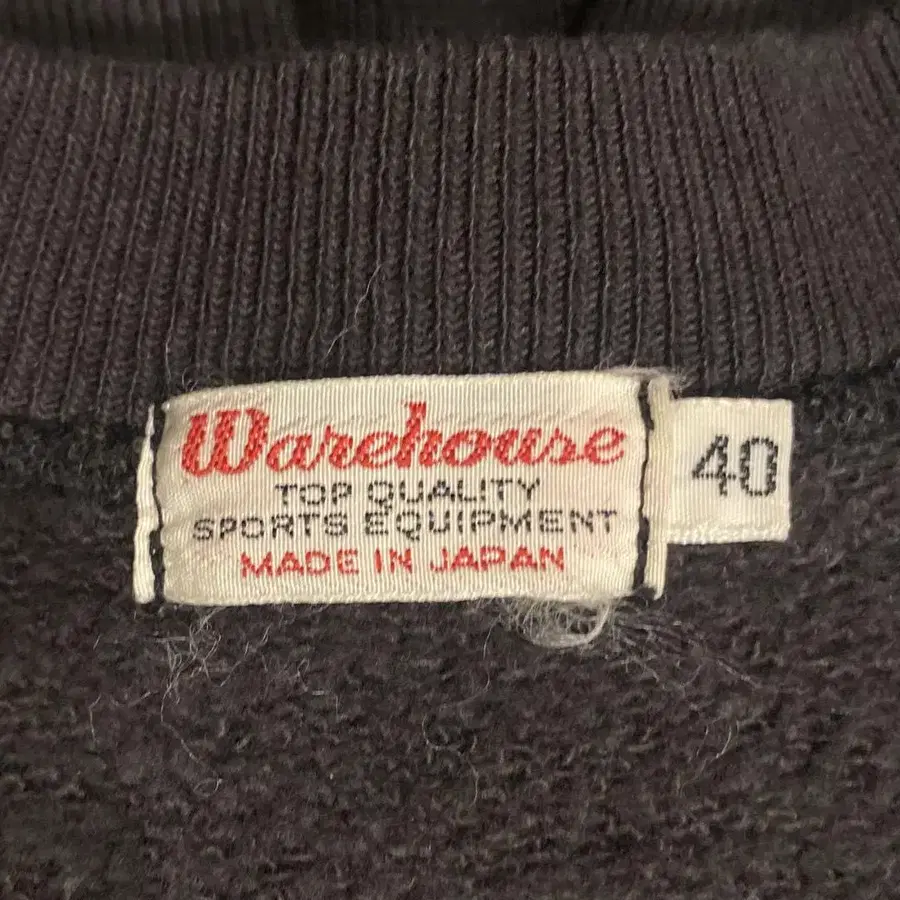 Warehouse
TOP QUALITY
SPORTS EQUIPMENT
MADE IN JAPAN
40